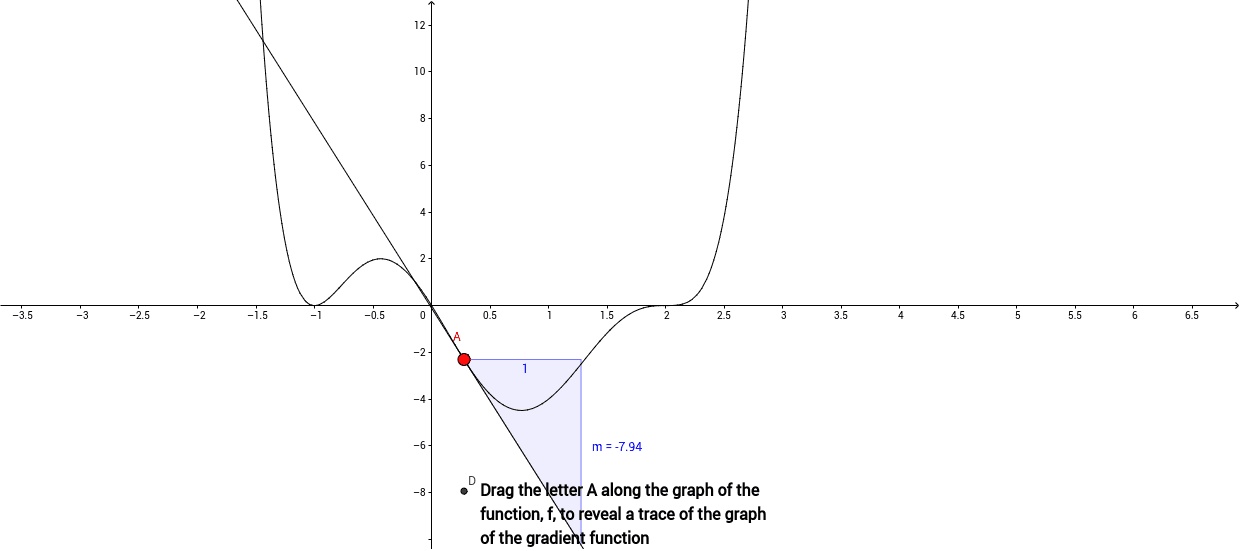 12
10
8
6
4
2
−3.5 −3 −2.5 −2 −1.5 −1 −0.5 0 0.5 1 1.5 2 2.5 3 3.5 4 4.5 5 5.5 6 6.5
A
−2
1
−4
−6
m = -7.94
D
−8
Drag the letter A along the graph of the
function, f, to reveal a trace of the graph
of the gradient function